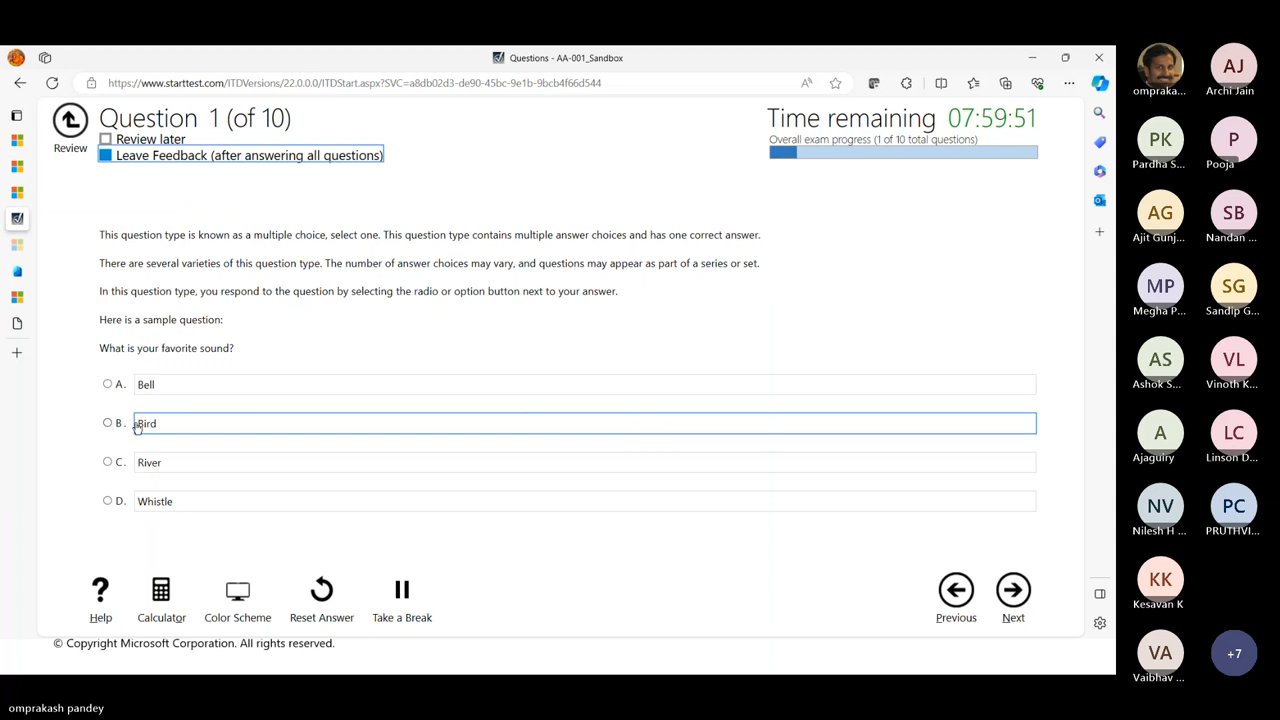 Questions - AA-001_Sandbox
https://www.starttest.com/ITDVersions/22.0.0.0/ITDStart.aspx?SVC=a8db02d3-de90-45bc-9e1b-9bcb4f66d544
Question 1 (of 10)
Review later
Leave Feedback (after answering all questions)
Review
Time remaining 07:59:51
Overall exam progress (1 of 10 total questions)
This question type is known as a multiple choice, select one. This question type contains multiple answer choices and has one correct answer.
There are several varieties of this question type. The number of answer choices may vary, and questions may appear as part of a series or set.
In this question type, you respond to the question by selecting the radio or option button next to your answer.
Here is a sample question:
What is your favorite sound?
A. Bell
B. Bird
C. River
D. Whistle
Help
Calculator
Color Scheme
Reset Answer
Take a Break
Previous
Next
© Copyright Microsoft Corporation. All rights reserved.
omprakash pandey
ompraka...
AJ
Archi Jain
PK
Pardha S...
P
Pooja
AG
Ajit Gunj...
SB
Nandan ...
MP
Megha P...
SG
Sandip G...
AS
Ashok S...
VL
Vinoth K...
A
Ajaguiry
LC
Linson D...
NV
Nilesh H ...
PC
PRUTHVI...
KK
Kesavan K
VA
Vaibhav ...
+7